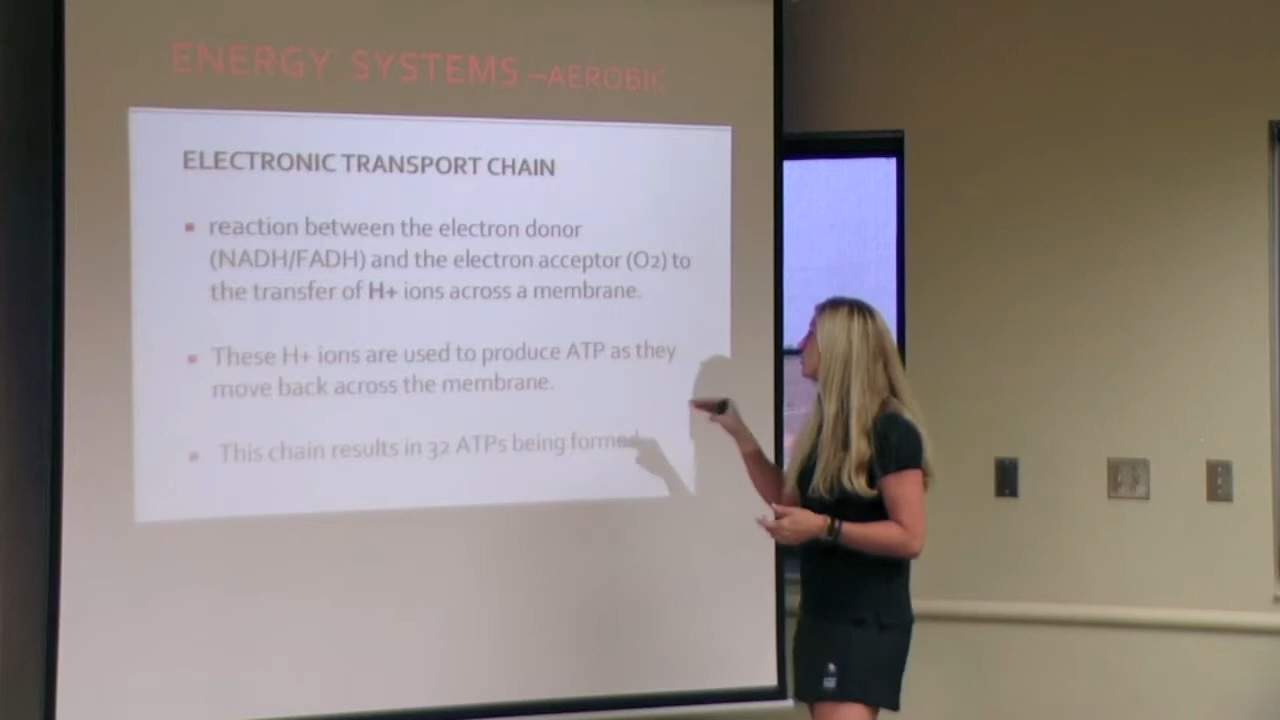 ENERGY SYSTEMS –AEROBIC
ELECTRONIC TRANSPORT CHAIN
reaction between the electron donor
(NADH/FADH) and the electron acceptor (O2) to
the transfer of H+ ions across a membrane.
These H+ ions are used to produce ATP as they
move back across the membrane.
This chain results in 32 ATPs being formed